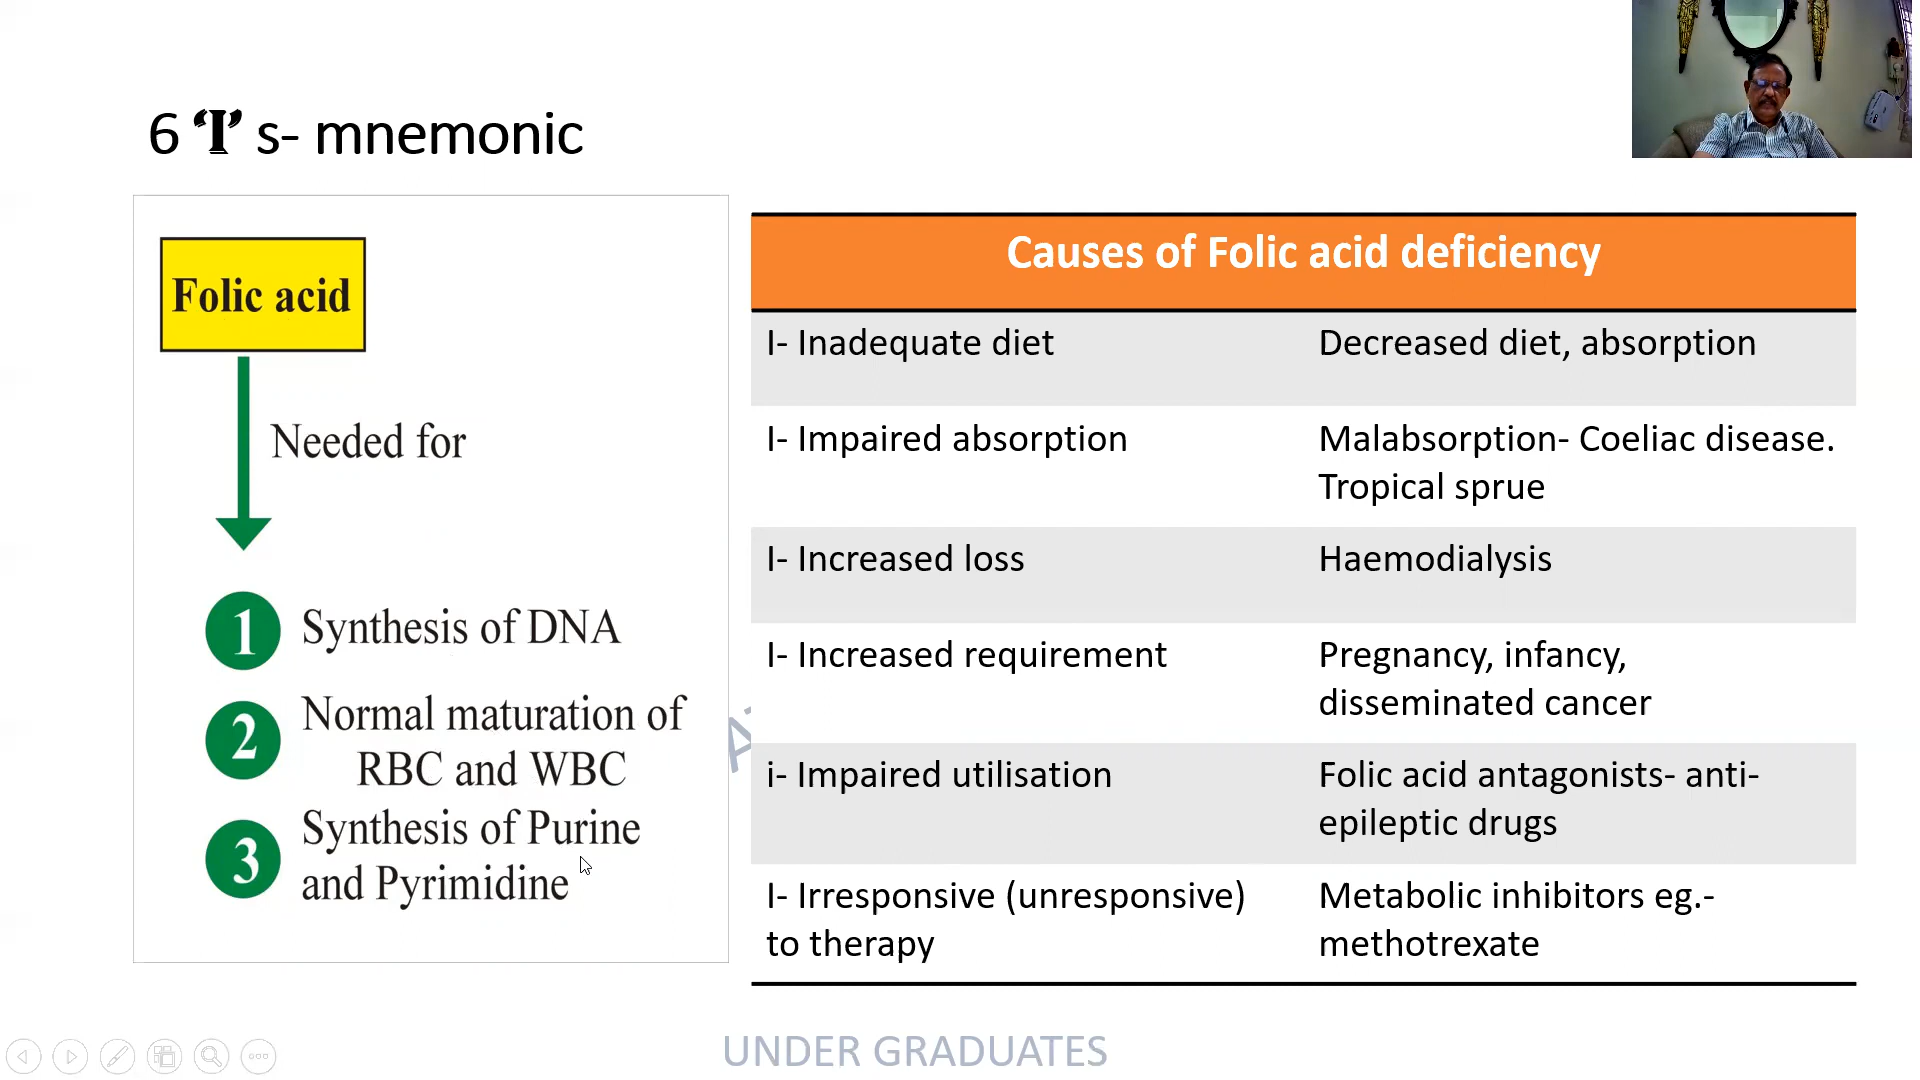 6 ‘I’ s- mnemonic
Folic acid
Needed for
1 Synthesis of DNA
2 Normal maturation of
RBC and WBC
3 Synthesis of Purine
and Pyrimidine
Causes of Folic acid deficiency
I- Inadequate diet
Decreased diet, absorption
I- Impaired absorption
Malabsorption- Coeliac disease.
Tropical sprue
I- Increased loss
Haemodialysis
I- Increased requirement
Pregnancy, infancy,
disseminated cancer
i- Impaired utilisation
Folic acid antagonists- anti-
epileptic drugs
I- Irresponsive (unresponsive)
to therapy
Metabolic inhibitors eg.-
methotrexate
UNDER GRADUATES